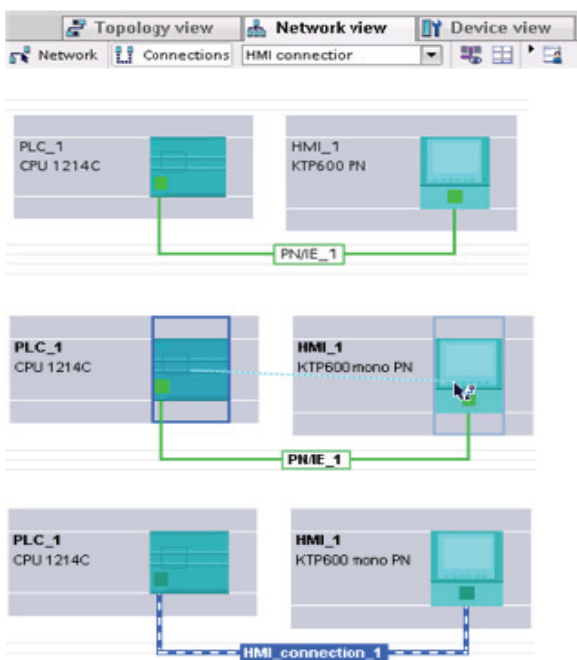 Topology view Network view Device view
Network Connections HMI connectior
PLC_1 HMI_1
CPU 1214C KTP600 PN
PN/IE_1
PLC_1 HMI_1
CPU 1214C KTP600 mono PN
PN/IE_1
PLC_1 HMI_1
CPU 1214C KTP600 mono PN
HMI_connection_1